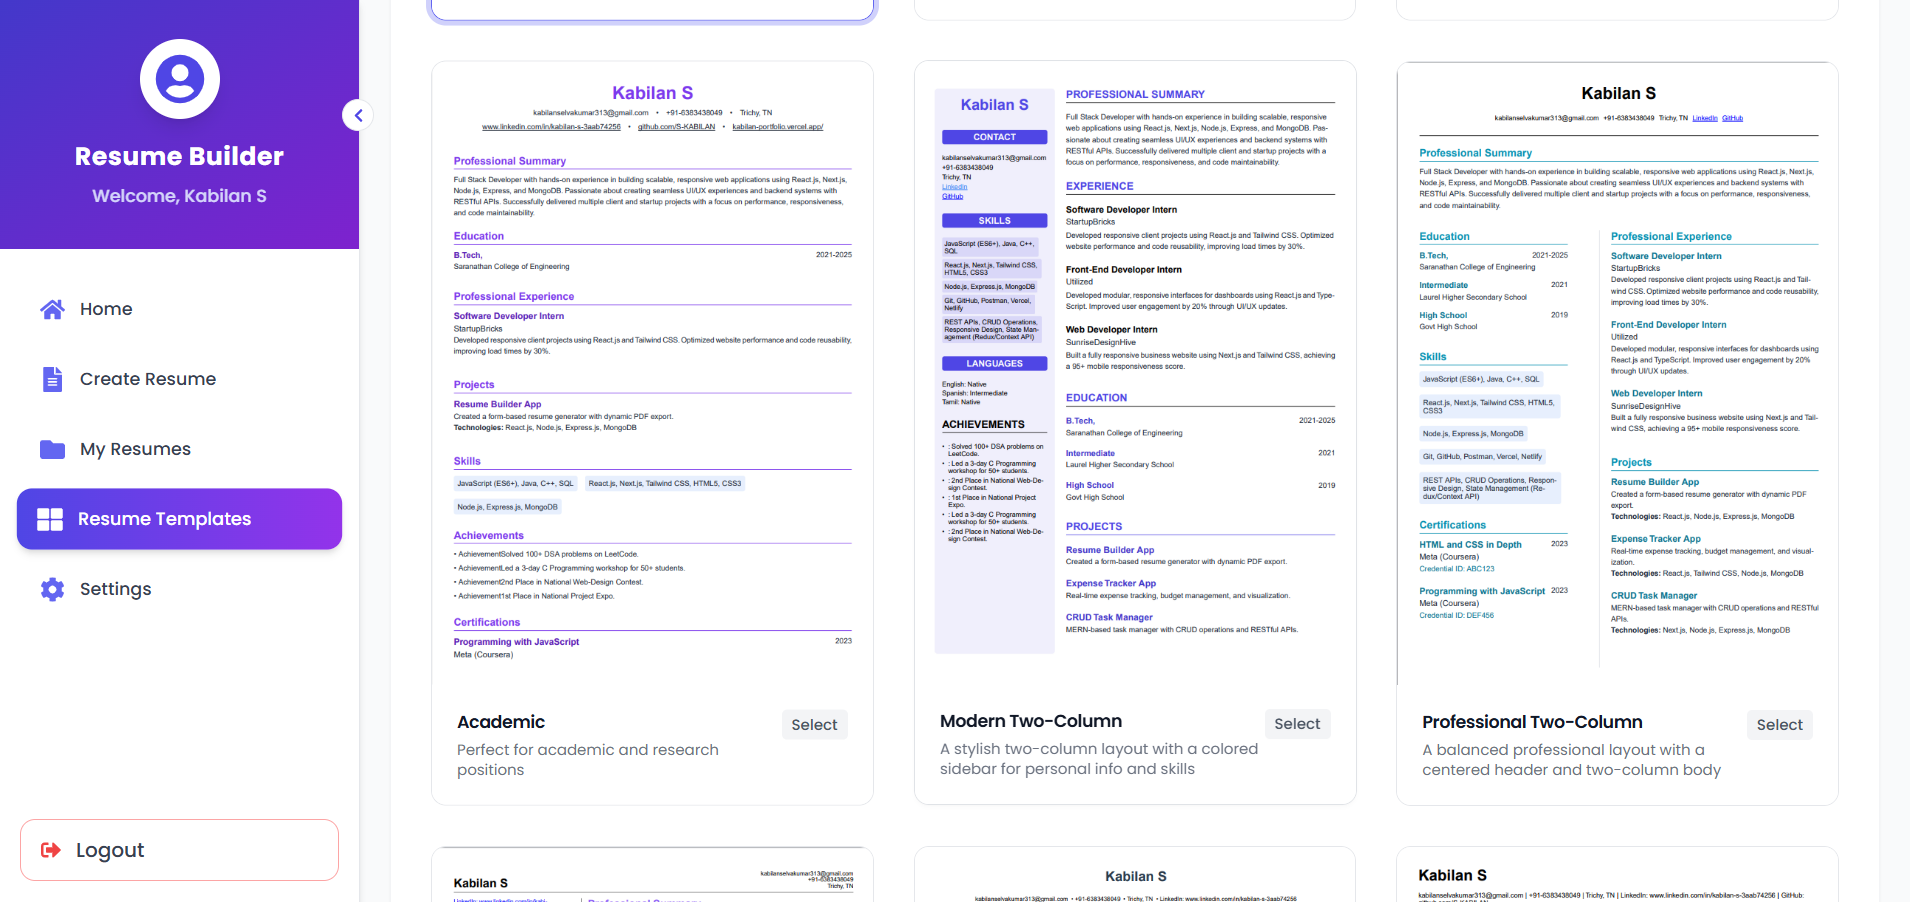 Resume Builder
Welcome, Kabilan S
Home
Create Resume
My Resumes
Resume Templates
Settings
Logout
Kabilan S
kabilanselvakumar313@gmail.com • +91-6383438049 • Trichy, TN
www.linkedin.com/in/kabilan-s-3aab74256 • github.com/S-KABILAN • kabilan-portfolio.vercel.app/
Professional Summary
Full Stack Developer with hands-on experience in building scalable, responsive web applications using React.js, Next.js,
Node.js, Express, and MongoDB. Passionate about creating seamless UI/UX experiences and backend systems with
RESTful APIs. Successfully delivered multiple client and startup projects with a focus on performance, responsiveness,
and code maintainability.
Education
B.Tech, 2021-2025
Saranathan College of Engineering
Professional Experience
Software Developer Intern
StartupBricks
Developed responsive client projects using React.js and Tailwind CSS. Optimized website performance and code reusability,
improving load times by 30%.
Projects
Resume Builder App
Created a form-based resume generator with dynamic PDF export.
Technologies: React.js, Node.js, Express.js, MongoDB
Skills
JavaScript (ES6+), Java, C++, SQL React.js, Next.js, Tailwind CSS, HTML5, CSS3
Node.js, Express.js, MongoDB
Achievements
• AchievementSolved 100+ DSA problems on LeetCode.
• AchievementLed a 3-day C Programming workshop for 50+ students.
• Achievement2nd Place in National Web-Design Contest.
• Achievement1st Place in National Project Expo.
Certifications
Programming with JavaScript 2023
Meta (Coursera)
Academic
Select
Perfect for academic and research
positions
Kabilan S
CONTACT
kabilanselvakumar313@gmail.com
+91-6383438049
Trichy, TN
LinkedIn
GitHub
SKILLS
JavaScript (ES6+), Java, C++,
SQL
React.js, Next.js, Tailwind CSS,
HTML5, CSS3
Node.js, Express.js, MongoDB
Git, GitHub, Postman, Vercel,
Netlify
REST APIs, CRUD Operations,
Responsive Design, State Man-
agement (Redux/Context API)
LANGUAGES
English: Native
Spanish: Intermediate
Tamil: Native
ACHIEVEMENTS
• : Solved 100+ DSA problems on
LeetCode.
• : Led a 3-day C Programming
workshop for 50+ students.
• : 2nd Place in National Web-De-
sign Contest.
• : 1st Place in National Project
Expo.
• : Led a 3-day C Programming
workshop for 50+ students.
• : 2nd Place in National Web-De-
sign Contest.
PROFESSIONAL SUMMARY
Full Stack Developer with hands-on experience in building scalable, responsive
web applications using React.js, Next.js, Node.js, Express, and MongoDB. Pas-
sionate about creating seamless UI/UX experiences and backend systems with
RESTful APIs. Successfully delivered multiple client and startup projects with a
focus on performance, responsiveness, and code maintainability.
EXPERIENCE
Software Developer Intern
StartupBricks
Developed responsive client projects using React.js and Tailwind CSS. Optimized
website performance and code reusability, improving load times by 30%.
Front-End Developer Intern
Utilized
Developed modular, responsive interfaces for dashboards using React.js and Type-
Script. Improved user engagement by 20% through UI/UX updates.
Web Developer Intern
SunriseDesignHive
Built a fully responsive business website using Next.js and Tailwind CSS, achieving
a 95+ mobile responsiveness score.
EDUCATION
B.Tech, 2021-2025
Saranathan College of Engineering
Intermediate 2021
Laurel Higher Secondary School
High School 2019
Govt High School
PROJECTS
Resume Builder App
Created a form-based resume generator with dynamic PDF export.
Expense Tracker App
Real-time expense tracking, budget management, and visualization.
CRUD Task Manager
MERN-based task manager with CRUD operations and RESTful APIs.
Modern Two-Column
Select
A stylish two-column layout with a colored
sidebar for personal info and skills
Kabilan S
kabilanselvakumar313@gmail.com +91-6383438049 Trichy, TN LinkedIn GitHub
Professional Summary
Full Stack Developer with hands-on experience in building scalable, responsive web applications using React.js, Next.js,
Node.js, Express, and MongoDB. Passionate about creating seamless UI/UX experiences and backend systems with
RESTful APIs. Successfully delivered multiple client and startup projects with a focus on performance, responsiveness,
and code maintainability.
Education
B.Tech, 2021-2025
Saranathan College of Engineering
Intermediate 2021
Laurel Higher Secondary School
High School 2019
Govt High School
Skills
JavaScript (ES6+), Java, C++, SQL
React.js, Next.js, Tailwind CSS, HTML5,
CSS3
Node.js, Express.js, MongoDB
Git, GitHub, Postman, Vercel, Netlify
REST APIs, CRUD Operations, Respon-
sive Design, State Management (Re-
dux/Context API)
Certifications
HTML and CSS in Depth 2023
Meta (Coursera)
Credential ID: ABC123
Programming with JavaScript 2023
Meta (Coursera)
Credential ID: DEF456
Professional Experience
Software Developer Intern
StartupBricks
Developed responsive client projects using React.js and Tail-
wind CSS. Optimized website performance and code reusability,
improving load times by 30%.
Front-End Developer Intern
Utilized
Developed modular, responsive interfaces for dashboards using
React.js and TypeScript. Improved user engagement by 20%
through UI/UX updates.
Web Developer Intern
SunriseDesignHive
Built a fully responsive business website using Next.js and Tail-
wind CSS, achieving a 95+ mobile responsiveness score.
Projects
Resume Builder App
Created a form-based resume generator with dynamic PDF
export.
Technologies: React.js, Node.js, Express.js, MongoDB
Expense Tracker App
Real-time expense tracking, budget management, and visual-
ization.
Technologies: React.js, Tailwind CSS, Node.js, MongoDB
CRUD Task Manager
MERN-based task manager with CRUD operations and RESTful
APIs.
Technologies: Next.js, Node.js, Express.js, MongoDB
Professional Two-Column
Select
A balanced professional layout with a
centered header and two-column body
Kabilan S
kabilanselvakumar313@gmail.com
+91-6383438049
Trichy, TN
Kabilan S
kabilanselvakumar313@gmail.com • +91-6383438049 • Trichy, TN • LinkedIn: www.linkedin.com/in/kabilan-s-3aab74256
Kabilan S
kabilanselvakumar313@gmail.com | +91-6383438049 | Trichy, TN | LinkedIn: www.linkedin.com/in/kabilan-s-3aab74256 | GitHub: